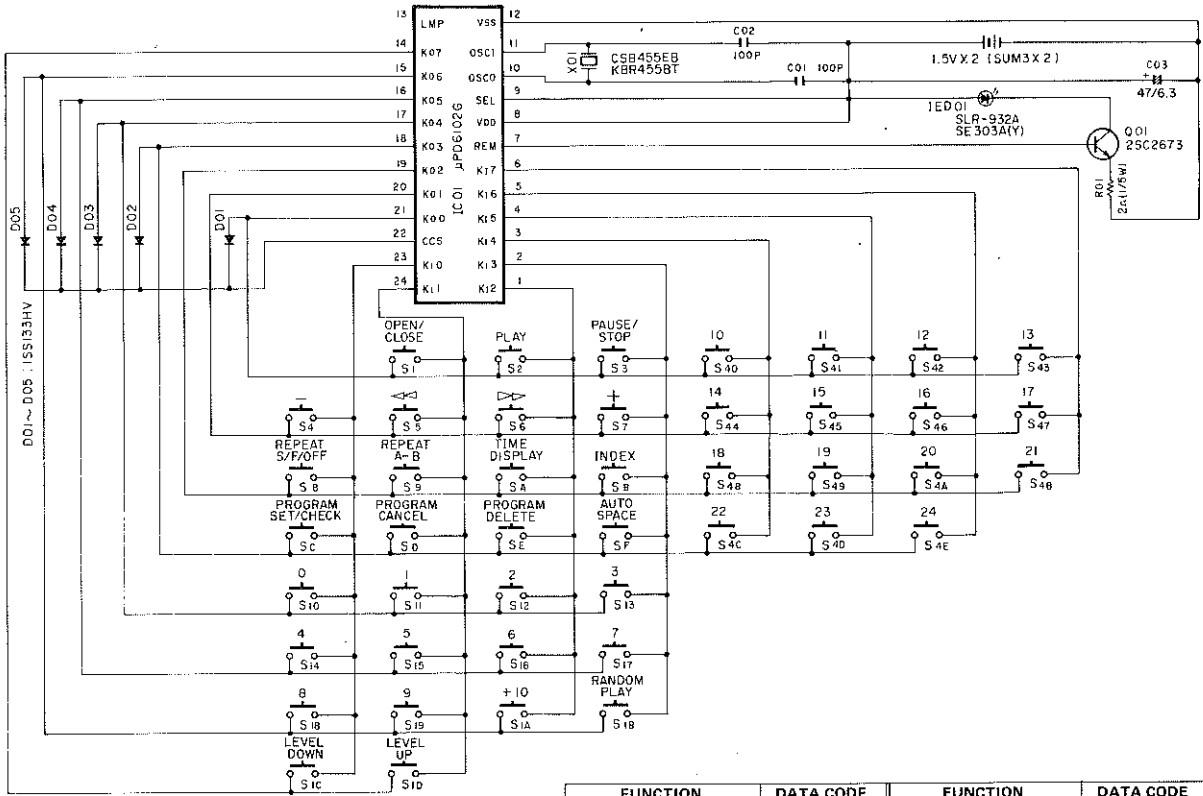 13 LMP VSS 12
14 K07 OSCI 11
15 K06 OSCO 10
16 K05 SEL 9
17 K04 VDD 8
18 K03 REM 7
19 K02 KI7 6
20 K01 KI6 5
21 K00 KI5 4
22 CCS KI4 3
23 KI0 KI3 2
24 KI1 KI2 1
IC01 μPD6102G
X01
CSB455EB
KBR455BT
C02
100P
C01 100P
1.5V X 2 (SUM3 X 2)
C03
+
47/6.3
lED01
SLR-932A
SE303A(Y)
Q01
2SC2673
R01
2Ω(1/5W)
D05
D04
D03
D02
D01
D01~D05 : 1SS133HV
OPEN/
CLOSE
S1
PLAY
S2
PAUSE/
STOP
S3
10
S40
11
S41
12
S42
13
S43
−
S4
◁◁
S5
▷▷
S6
+
S7
14
S44
15
S45
16
S46
17
S47
REPEAT
S/F/OFF
S8
REPEAT
A-B
S9
TIME
DISPLAY
SA
INDEX
SB
18
S48
19
S49
20
S4A
21
S4B
PROGRAM
SET/CHECK
SC
PROGRAM
CANCEL
SD
PROGRAM
DELETE
SE
AUTO
SPACE
SF
22
S4C
23
S4D
24
S4E
0
S10
1
S11
2
S12
3
S13
4
S14
5
S15
6
S16
7
S17
8
S18
9
S19
+10
S1A
RANDOM
PLAY
S1B
LEVEL
DOWN
S1C
LEVEL
UP
S1D
FUNCTION DATA CODE FUNCTION DATA CODE